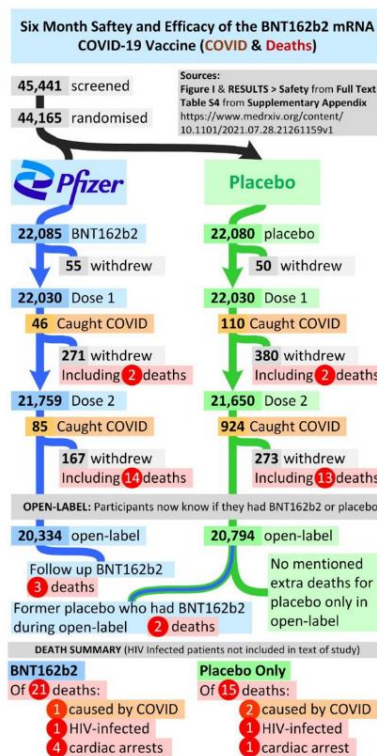 Six Month Saftey and Efficacy of the BNT162b2 mRNA
COVID-19 Vaccine (COVID & Deaths)
45,441 screened
44,165 randomised
Sources:
Figure I & RESULTS > Safety from Full Text
Table S4 from Supplementary Appendix
https://www.medrxiv.org/content/
10.1101/2021.07.28.21261159v1
Pfizer
Placebo
22,085 BNT162b2
22,080 placebo
55 withdrew
50 withdrew
22,030 Dose 1
22,030 Dose 1
46 Caught COVID
110 Caught COVID
271 withdrew
Including 2 deaths
380 withdrew
Including 2 deaths
21,759 Dose 2
21,650 Dose 2
85 Caught COVID
924 Caught COVID
167 withdrew
Including 14 deaths
273 withdrew
Including 13 deaths
OPEN-LABEL: Participants now know if they had BNT162b2 or placebo
20,334 open-label
20,794 open-label
Follow up BNT162b2
3 deaths
Former placebo who had BNT162b2
during open-label 2 deaths
No mentioned
extra deaths for
placebo only in
open-label
DEATH SUMMARY (HIV Infected patients not included in text of study)
BNT162b2
Of 21 deaths:
1 caused by COVID
1 HIV-infected
4 cardiac arrests
Placebo Only
Of 15 deaths:
2 caused by COVID
1 HIV-infected
1 cardiac arrest